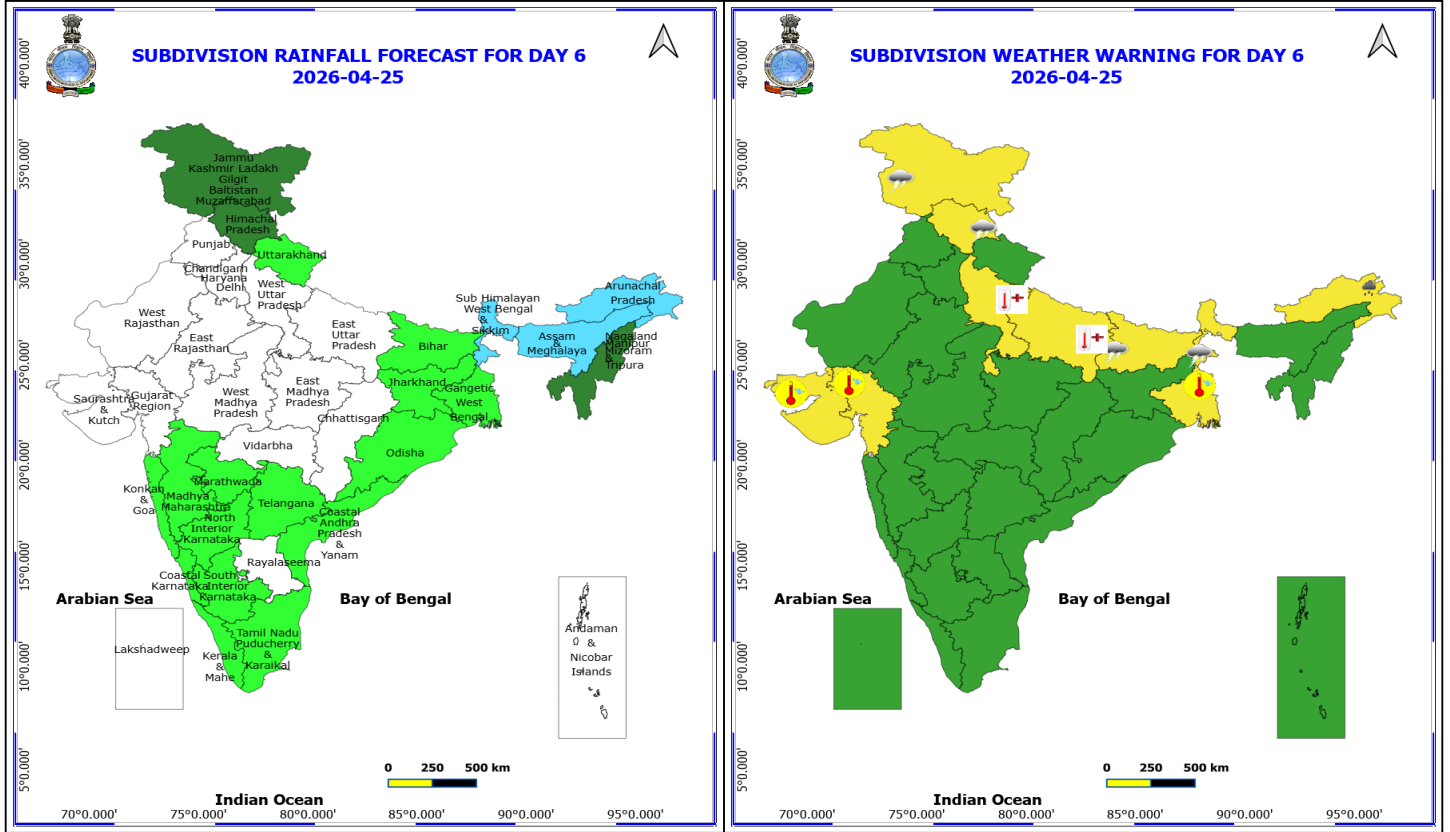 SUBDIVISION RAINFALL FORECAST FOR DAY 6
2026-04-25
40°0.000'
35°0.000'
30°0.000'
25°0.000'
20°0.000'
15°0.000'
10°0.000'
5°0.000'
Jammu
Kashmir Ladakh
Gilgit
Baltistan
Muzaffarabad
Himachal
Pradesh
Punjab
Uttarakhand
Chandigarh
Haryana
Delhi
West
Uttar
Pradesh
West
Rajasthan
East
Rajasthan
East
Uttar
Pradesh
Sub Himalayan
West Bengal
&
Sikkim
Arunachal
Pradesh
Assam
&
Meghalaya
Nagaland
Manipur
Mizoram
&
Tripura
Bihar
Jharkhand
Gangetic
West
Bengal
Saurashtra
&
Kutch
Gujarat
Region
West
Madhya
Pradesh
East
Madhya
Pradesh
Chhattisgarh
Vidarbha
Odisha
Konkan
&
Goa
Madhya
Maharashtra
Marathwada
Telangana
North
Interior
Karnataka
Coastal
Andhra
Pradesh
&
Yanam
Rayalaseema
Coastal
Karnataka
South
Interior
Karnataka
Arabian Sea
Bay of Bengal
Lakshadweep
Kerala
&
Mahe
Tamil Nadu
Puducherry
&
Karaikal
Andaman
&
Nicobar
Islands
0 250 500 km
Indian Ocean
70°0.000' 75°0.000' 80°0.000' 85°0.000' 90°0.000' 95°0.000'
SUBDIVISION WEATHER WARNING FOR DAY 6
2026-04-25
40°0.000'
35°0.000'
30°0.000'
25°0.000'
20°0.000'
15°0.000'
10°0.000'
5°0.000'
Arabian Sea
Bay of Bengal
0 250 500 km
Indian Ocean
70°0.000' 75°0.000' 80°0.000' 85°0.000' 90°0.000' 95°0.000'